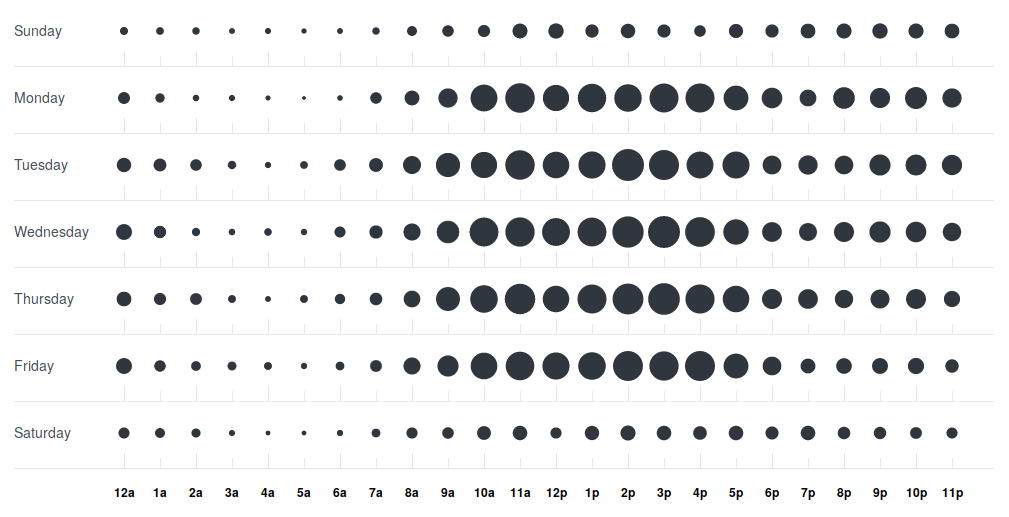 Sunday
Monday
Tuesday
Wednesday
Thursday
Friday
Saturday
12a 1a 2a 3a 4a 5a 6a 7a 8a 9a 10a 11a 12p 1p 2p 3p 4p 5p 6p 7p 8p 9p 10p 11p